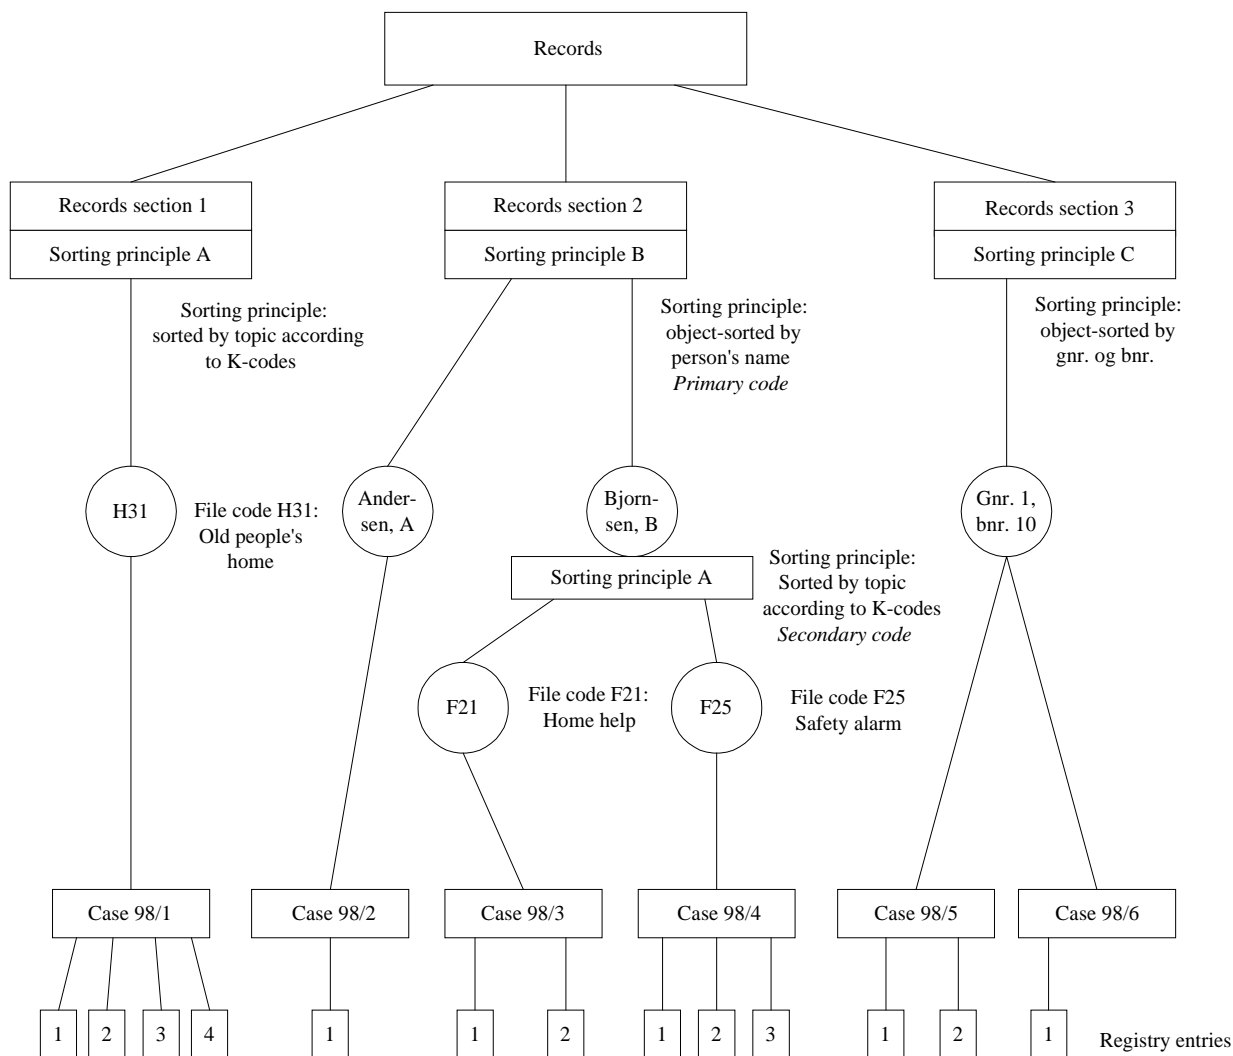 Records
Records section 1
Sorting principle A
Records section 2
Sorting principle B
Records section 3
Sorting principle C
Sorting principle:
sorted by topic according
to K-codes
Sorting principle:
object-sorted by
person's name
Primary code
Sorting principle:
object-sorted by
gnr. og bnr.
H31
File code H31:
Old people's
home
Ander-
sen, A
Bjorn-
sen, B
Gnr. 1,
bnr. 10
Sorting principle A
Sorting principle:
Sorted by topic
according to K-codes
Secondary code
F21
File code F21:
Home help
F25
File code F25
Safety alarm
Case 98/1
Case 98/2
Case 98/3
Case 98/4
Case 98/5
Case 98/6
1
2
3
4
1
1
2
1
2
3
1
2
1
Registry entries